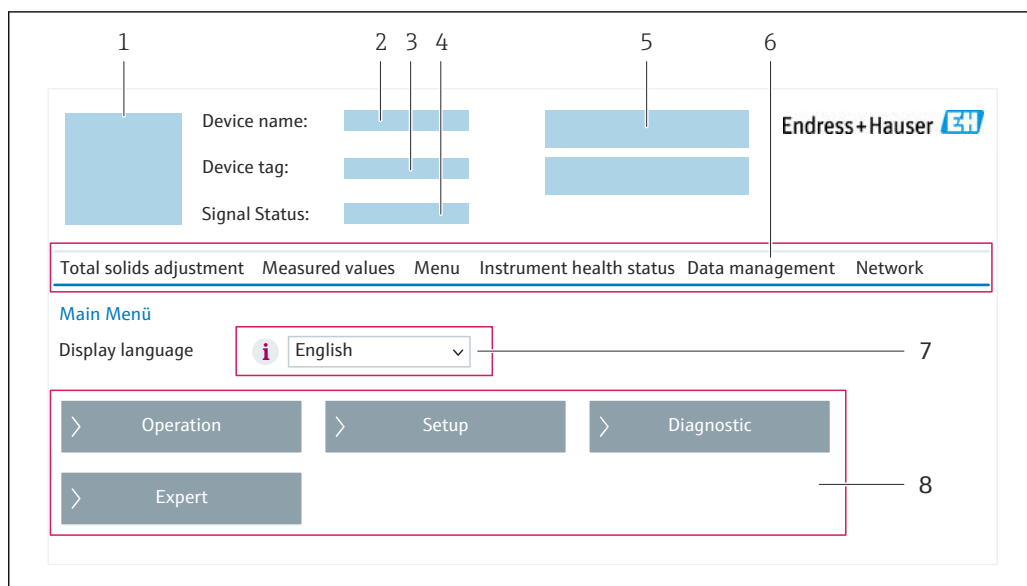 1 2 3 4 5 6
Device name:
Endress+Hauser EH
Device tag:
Signal Status:
Total solids adjustment Measured values Menu Instrument health status Data management Network
Main Menü
Display language i English 7
Operation Setup Diagnostic
Expert 8